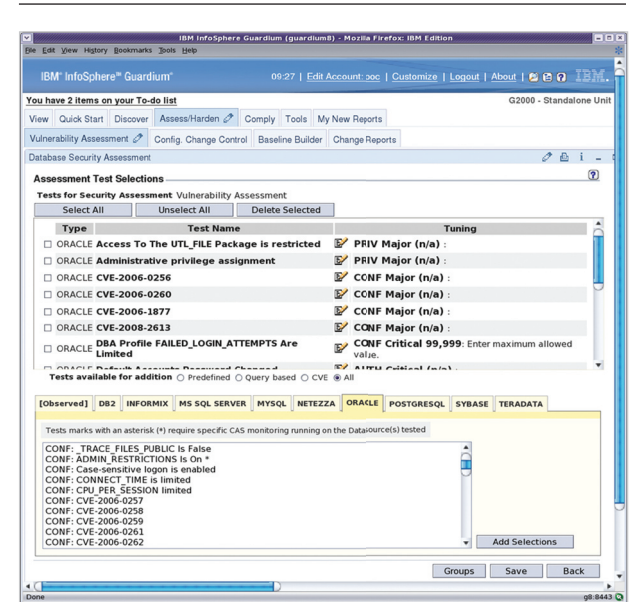 IBM InfoSphere Guardium (guardium8) - Mozilla Firefox: IBM Edition
File Edit View History Bookmarks Tools Help
IBM® InfoSphere™ Guardium® 09:27 | Edit Account: poc | Customize | Logout | About | IBM.
You have 2 items on your To-do list G2000 - Standalone Unit
View Quick Start Discover Assess/Harden Comply Tools My New Reports
Vulnerability Assessment Config. Change Control Baseline Builder Change Reports
Database Security Assessment
Assessment Test Selections
Tests for Security Assessment Vulnerability Assessment
Select All Unselect All Delete Selected
Type Test Name Tuning
ORACLE Access To The UTL_FILE Package is restricted PRIV Major (n/a) :
ORACLE Administrative privilege assignment PRIV Major (n/a) :
ORACLE CVE-2006-0256 CONF Major (n/a) :
ORACLE CVE-2006-0260 CONF Major (n/a) :
ORACLE CVE-2006-1877 CONF Major (n/a) :
ORACLE CVE-2008-2613 CONF Major (n/a) :
ORACLE DBA Profile FAILED_LOGIN_ATTEMPTS Are Limited CONF Critical 99,999: Enter maximum allowed value.
ORACLE Default Accounts Password Changed AUTH Critical (n/a) :
Tests available for addition Predefined Query based CVE All
[Observed] DB2 INFORMIX MS SQL SERVER MYSQL NETEZZA ORACLE POSTGRESQL SYBASE TERADATA
Tests marks with an asterisk (*) require specific CAS monitoring running on the Datasource(s) tested
CONF: _TRACE_FILES_PUBLIC Is False
CONF: ADMIN_RESTRICTIONS Is On *
CONF: Case-sensitive logon is enabled
CONF: CONNECT_TIME is limited
CONF: CPU_PER_SESSION limited
CONF: CVE-2006-0257
CONF: CVE-2006-0258
CONF: CVE-2006-0259
CONF: CVE-2006-0261
CONF: CVE-2006-0262
Add Selections
Groups Save Back
Done g8:8443